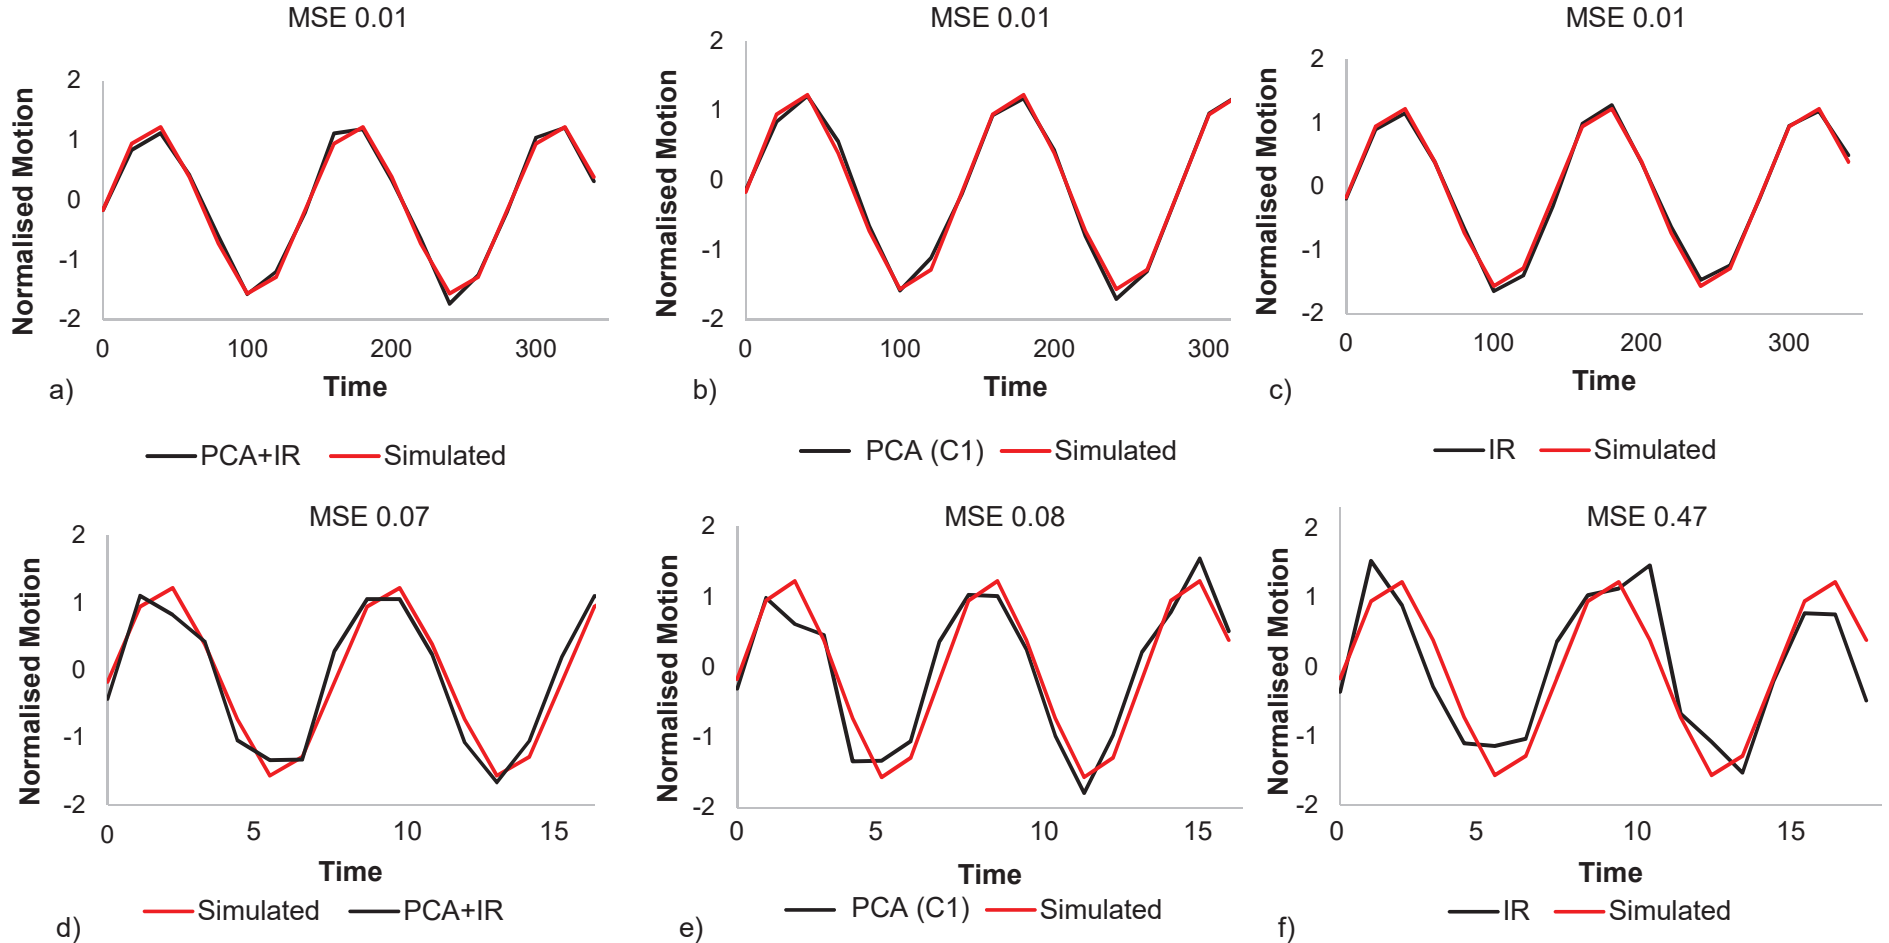 MSE 0.01
Normalised Motion
2
1
0
-1
-2
0 100 200 300
Time
a)
PCA+IR Simulated
MSE 0.01
Normalised Motion
2
1
0
-1
-2
0 100 200 300
Time
b)
PCA (C1) Simulated
MSE 0.01
Normalised Motion
2
1
0
-1
-2
0 100 200 300
Time
c)
IR Simulated
MSE 0.07
Normalised Motion
2
1
0
-1
-2
0 5 10 15
Time
Simulated PCA+IR
d)
MSE 0.08
Normalised Motion
2
1
0
-1
-2
0 5 10 15
Time
PCA (C1) Simulated
e)
MSE 0.47
Normalised Motion
2
1
0
-1
-2
0 5 10 15
Time
IR Simulated
f)